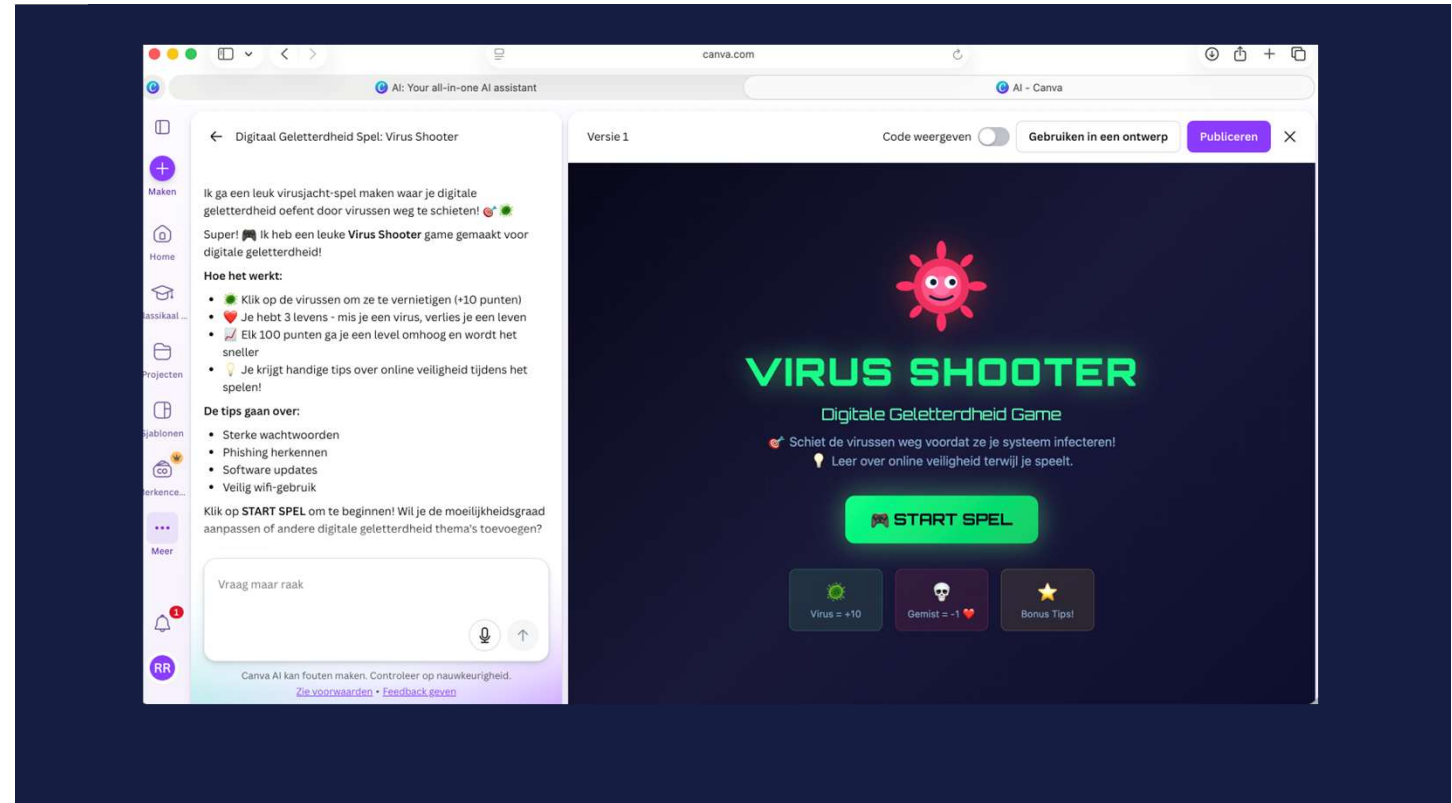 canva.com
AI: Your all-in-one AI assistant
AI - Canva
Digitaal Geletterdheid Spel: Virus Shooter
Versie 1
Code weergeven
Gebruiken in een ontwerp
Publiceren
Maken
Home
lassikaal ...
Projecten
Sjablonen
CO
erkence...
Meer
1
RR
Ik ga een leuk virusjacht-spel maken waar je digitale
geletterdheid oefent door virussen weg te schieten! 🎯 🦠
Super! 🎮 Ik heb een leuke Virus Shooter game gemaakt voor
digitale geletterdheid!
Hoe het werkt:
• 🦠 Klik op de virussen om ze te vernietigen (+10 punten)
• ❤️ Je hebt 3 levens - mis je een virus, verlies je een leven
• 📈 Elk 100 punten ga je een level omhoog en wordt het
sneller
• 💡 Je krijgt handige tips over online veiligheid tijdens het
spelen!
De tips gaan over:
• Sterke wachtwoorden
• Phishing herkennen
• Software updates
• Veilig wifi-gebruik
Klik op START SPEL om te beginnen! Wil je de moeilijkheidsgraad
aanpassen of andere digitale geletterdheid thema's toevoegen?
Vraag maar raak
Canva AI kan fouten maken. Controleer op nauwkeurigheid.
Zie voorwaarden • Feedback geven
VIRUS SHOOTER
Digitale Geletterdheid Game
🎯 Schiet de virussen weg voordat ze je systeem infecteren!
💡 Leer over online veiligheid terwijl je speelt.
🎮 START SPEL
Virus = +10
Gemist = -1 ❤️
Bonus Tips!